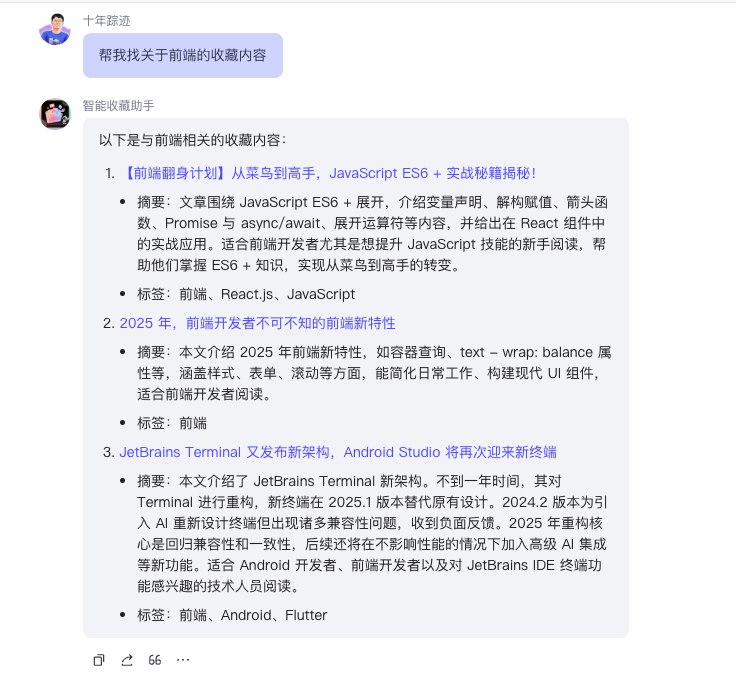 十年踪迹
帮我找关于前端的收藏内容
智能收藏助手
以下是与前端相关的收藏内容：
1. 【前端翻身计划】从菜鸟到高手，JavaScript ES6 + 实战秘籍揭秘！
• 摘要：文章围绕 JavaScript ES6 + 展开，介绍变量声明、解构赋值、箭头函
数、Promise 与 async/await、展开运算符等内容，并给出在 React 组件中
的实战应用。适合前端开发者尤其是想提升 JavaScript 技能的新手阅读，帮
助他们掌握 ES6 + 知识，实现从菜鸟到高手的转变。
• 标签：前端、React.js、JavaScript
2. 2025 年，前端开发者不可不知的前端新特性
• 摘要：本文介绍 2025 年前端新特性，如容器查询、text - wrap: balance 属
性等，涵盖样式、表单、滚动等方面，能简化日常工作、构建现代 UI 组件，
适合前端开发者阅读。
• 标签：前端
3. JetBrains Terminal 又发布新架构，Android Studio 将再次迎来新终端
• 摘要：本文介绍了 JetBrains Terminal 新架构。不到一年时间，其对
Terminal 进行重构，新终端在 2025.1 版本替代原有设计。2024.2 版本为引
入 AI 重新设计终端但出现诸多兼容性问题，收到负面反馈。2025 年重构核
心是回归兼容性和一致性，后续还将在不影响性能的情况下加入高级 AI 集成
等新功能。适合 Android 开发者、前端开发者以及对 JetBrains IDE 终端功
能感兴趣的技术人员阅读。
• 标签：前端、Android、Flutter